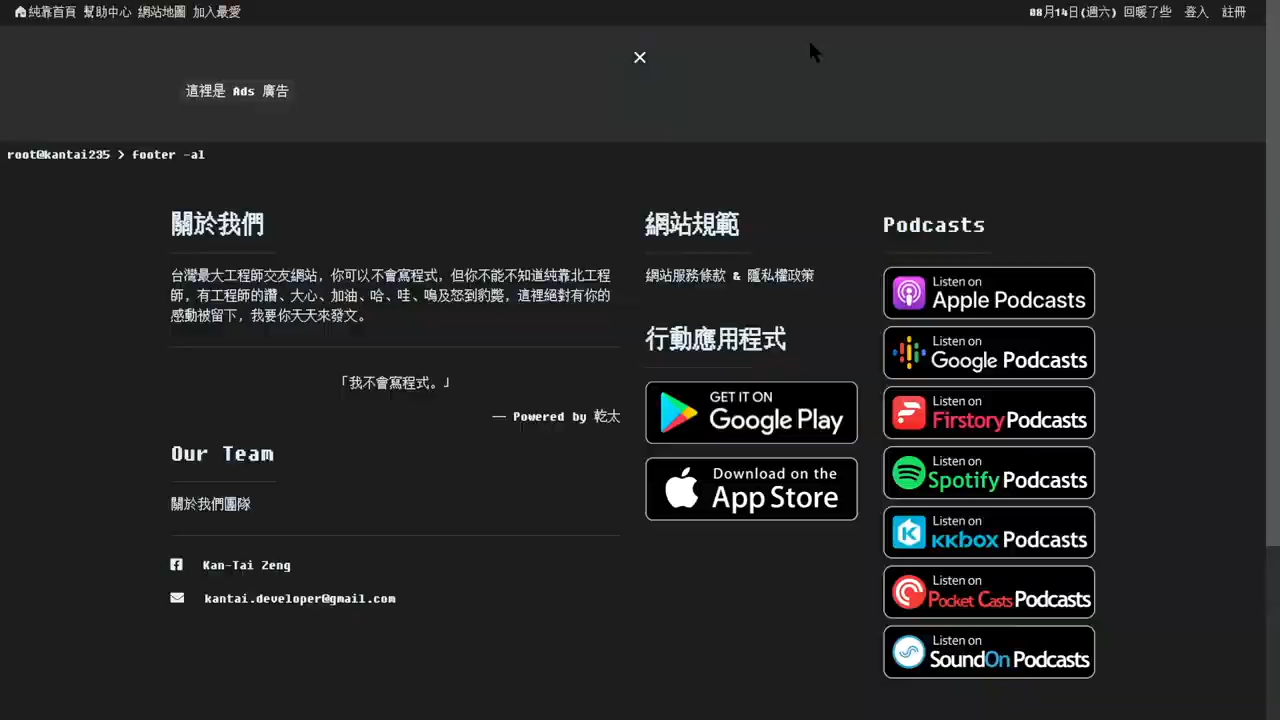 純靠首頁 幫助中心 網站地圖 加入最愛
08月14日(週六) 回暖了些 登入 註冊
這裡是 Ads 廣告
root@kantai235 > footer -al
關於我們
台灣最大工程師交友網站，你可以不會寫程式，但你不能不知道純靠北工程
師，有工程師的讚、大心、加油、哈、哇、嗚及怒到豹斃，這裡絕對有你的
感動被留下，我要你天天來發文。
「我不會寫程式。」
— Powered by 乾太
Our Team
關於我們團隊
Kan-Tai Zeng
kantai.developer@gmail.com
網站規範
網站服務條款 & 隱私權政策
行動應用程式
GET IT ON
Google Play
Download on the
App Store
Podcasts
Listen on
Apple Podcasts
Listen on
Google Podcasts
Listen on
Firstory Podcasts
Listen on
Spotify Podcasts
Listen on
KKBOX Podcasts
Listen on
Pocket Casts Podcasts
Listen on
SoundOn Podcasts